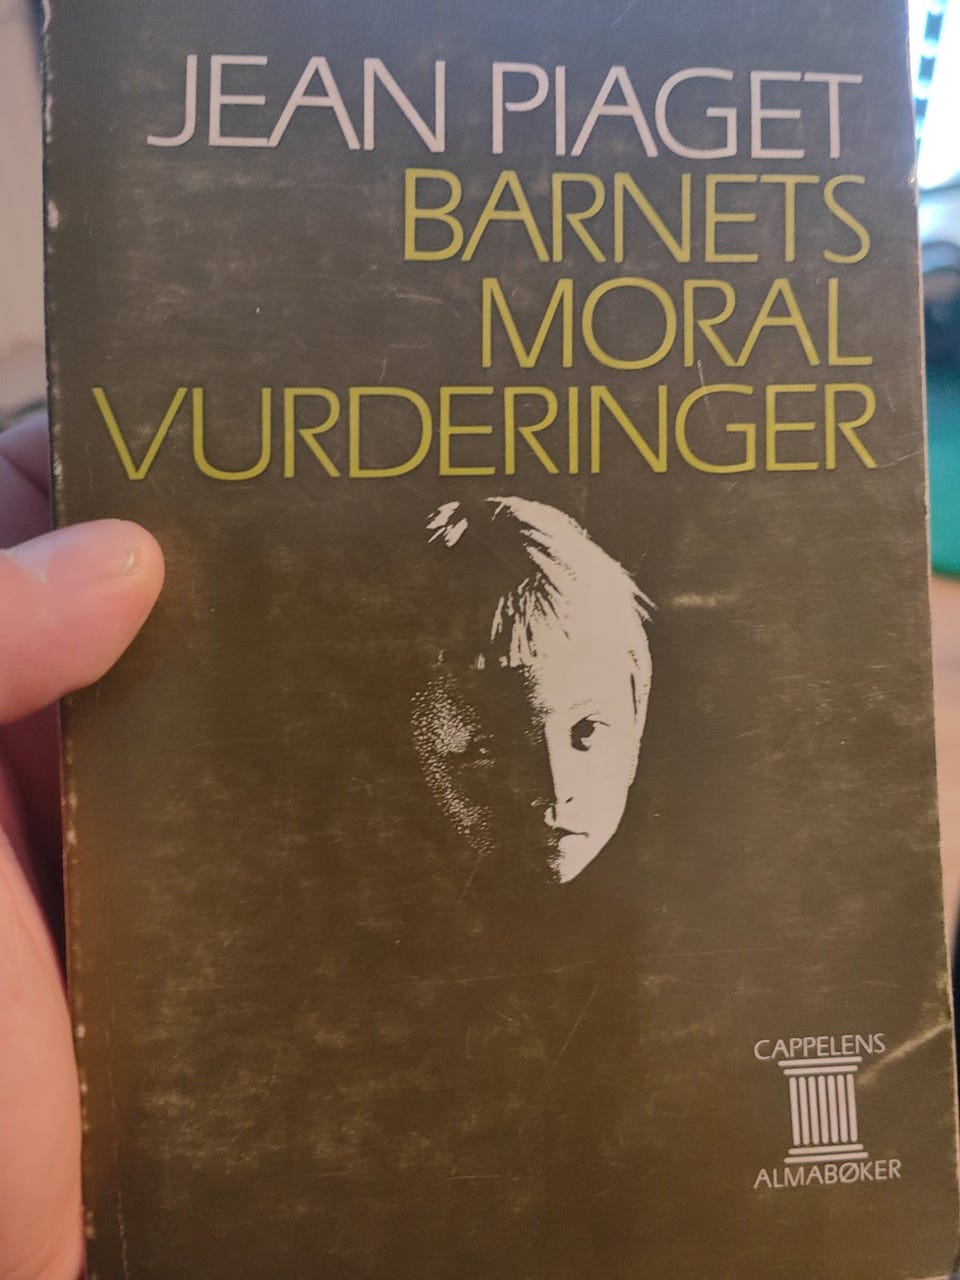 JEAN PIAGET
BARNETS
MORAL
VURDERINGER
CAPPELENS
ALMABØKER